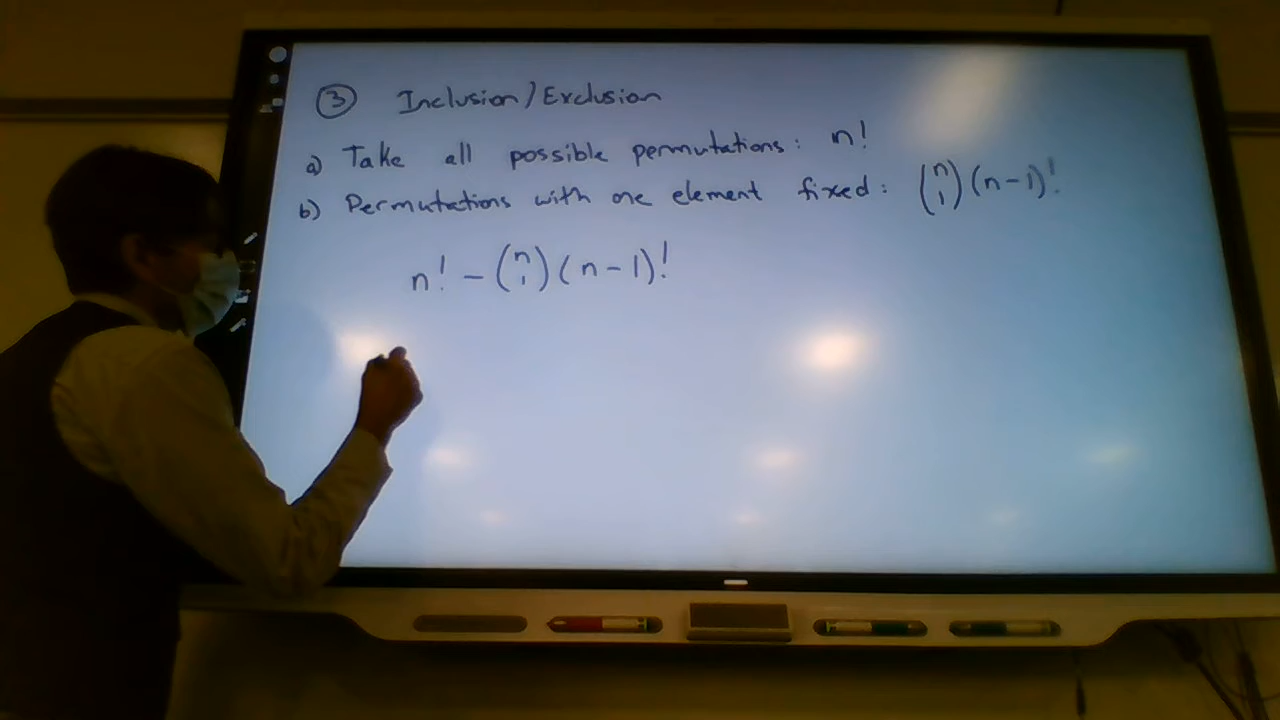 ③ Inclusion/Exclusion
a) Take all possible permutations: n!
b) Permutations with one element fixed: (n 1)(n-1)!
n! - (n 1)(n-1)!